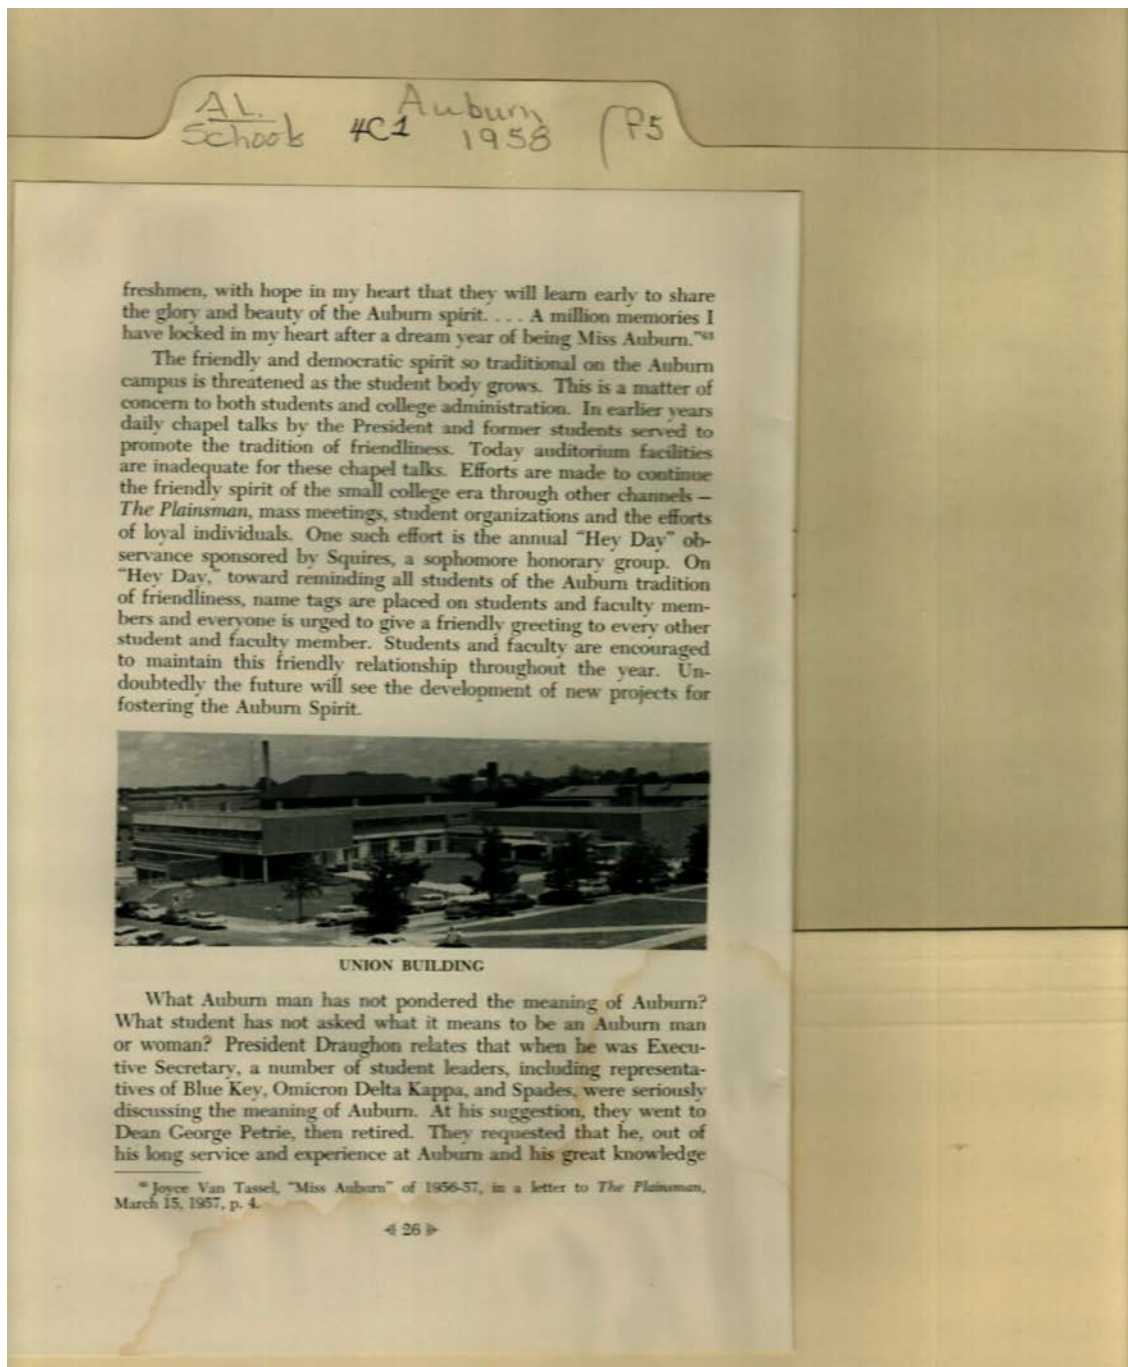 AL. Auburn
Schools 4C1 1958 P5
freshmen, with hope in my heart that they will learn early to share
the glory and beauty of the Auburn spirit. . . . A million memories I
have locked in my heart after a dream year of being Miss Auburn."⁶³
The friendly and democratic spirit so traditional on the Auburn
campus is threatened as the student body grows. This is a matter of
concern to both students and college administration. In earlier years
daily chapel talks by the President and former students served to
promote the tradition of friendliness. Today auditorium facilities
are inadequate for these chapel talks. Efforts are made to continue
the friendly spirit of the small college era through other channels —
The Plainsman, mass meetings, student organizations and the efforts
of loyal individuals. One such effort is the annual "Hey Day" ob-
servance sponsored by Squires, a sophomore honorary group. On
"Hey Day," toward reminding all students of the Auburn tradition
of friendliness, name tags are placed on students and faculty mem-
bers and everyone is urged to give a friendly greeting to every other
student and faculty member. Students and faculty are encouraged
to maintain this friendly relationship throughout the year. Un-
doubtedly the future will see the development of new projects for
fostering the Auburn Spirit.
UNION BUILDING
What Auburn man has not pondered the meaning of Auburn?
What student has not asked what it means to be an Auburn man
or woman? President Draughon relates that when he was Execu-
tive Secretary, a number of student leaders, including representa-
tives of Blue Key, Omicron Delta Kappa, and Spades, were seriously
discussing the meaning of Auburn. At his suggestion, they went to
Dean George Petrie, then retired. They requested that he, out of
his long service and experience at Auburn and his great knowledge
Joyce Van Tassel, "Miss Auburn" of 1956-57, in a letter to The Plainsman,
March 15, 1957, p. 4.
26